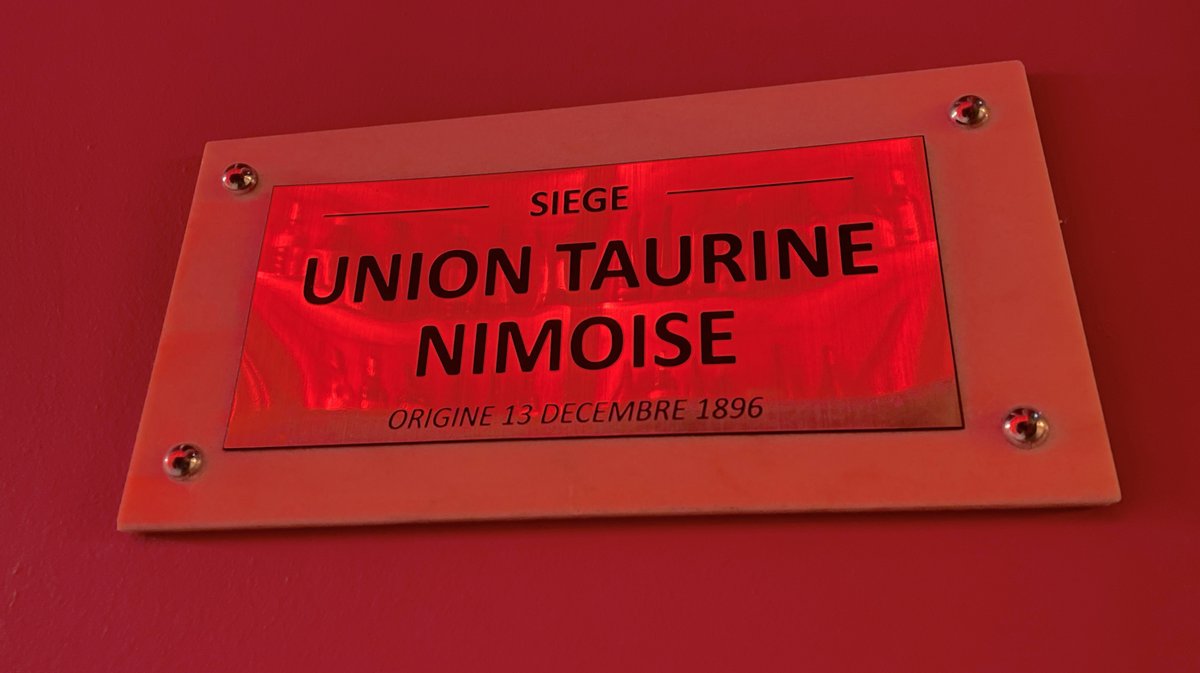 SIEGE
UNION TAURINE
NIMOISE
ORIGINE 13 DECEMBRE 1896